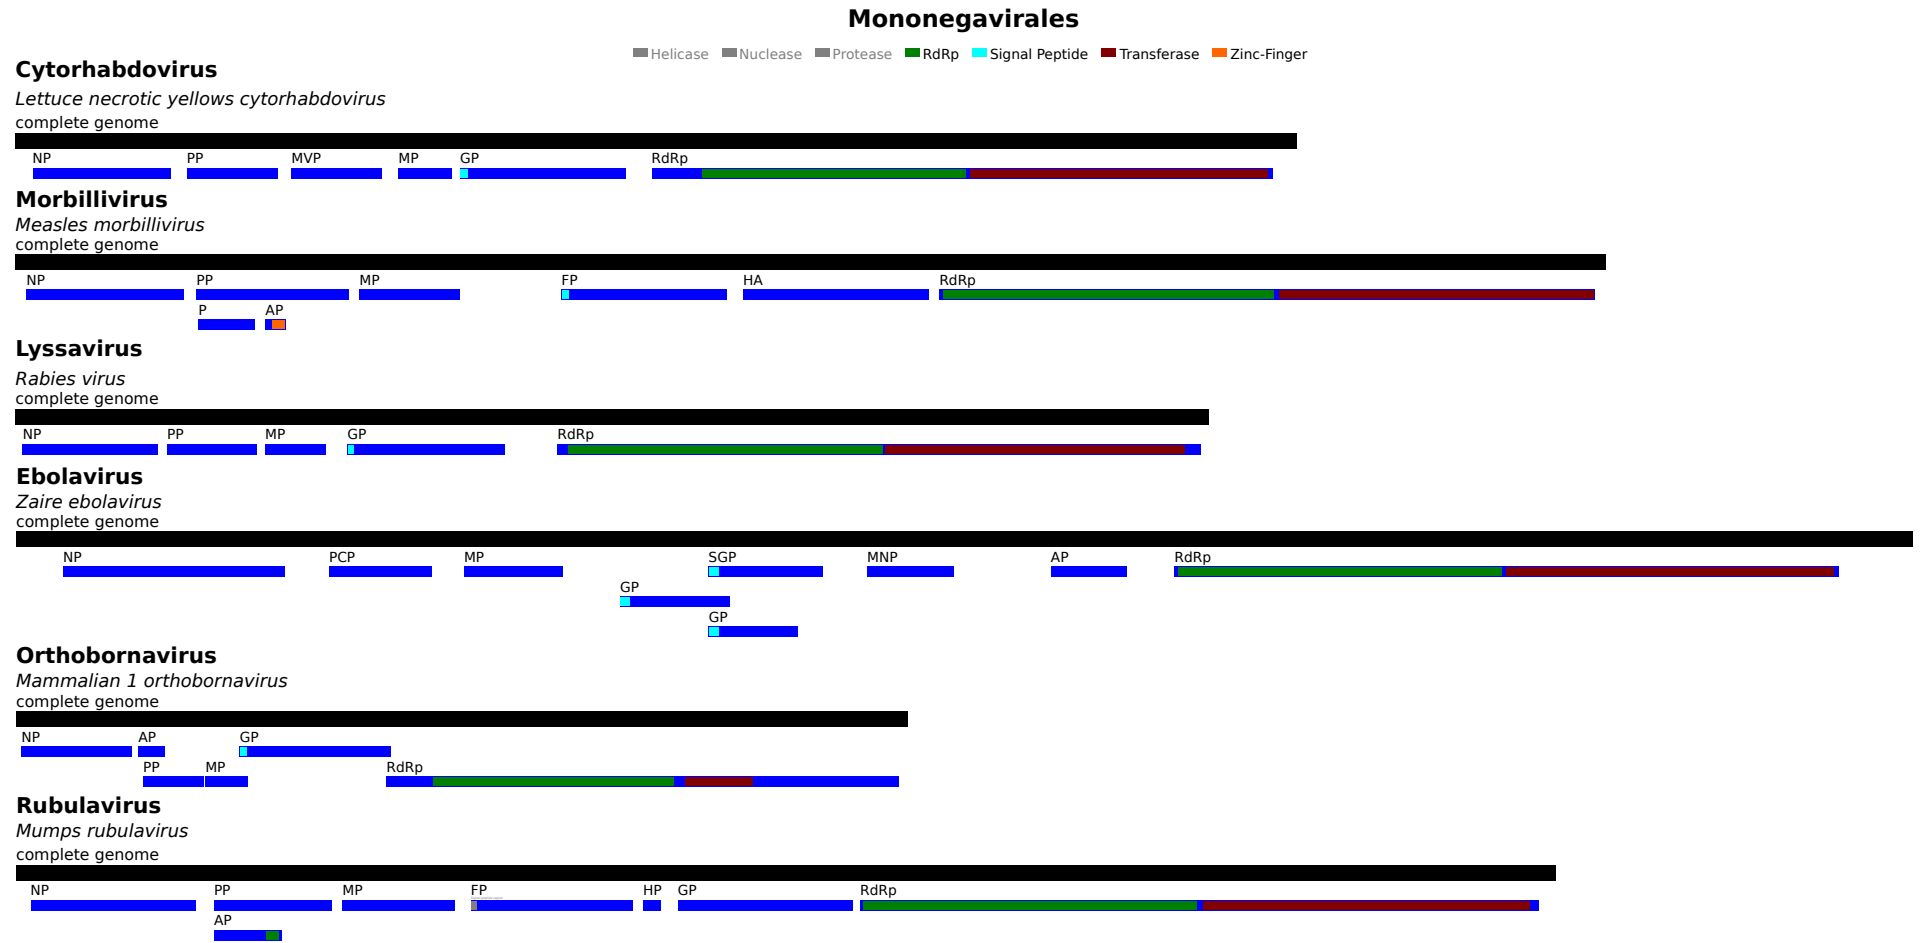 Mononegavirales
Helicase Nuclease Protease RdRp Signal Peptide Transferase Zinc-Finger
Cytorhabdovirus
Lettuce necrotic yellows cytorhabdovirus
complete genome
NP PP MVP MP GP RdRp
Morbillivirus
Measles morbillivirus
complete genome
NP PP MP FP HA RdRp
P AP
Lyssavirus
Rabies virus
complete genome
NP PP MP GP RdRp
Ebolavirus
Zaire ebolavirus
complete genome
NP PCP MP SGP MNP AP RdRp
GP
GP
Orthobornavirus
Mammalian 1 orthobornavirus
complete genome
NP AP GP
PP MP RdRp
Rubulavirus
Mumps rubulavirus
complete genome
NP PP MP FP HP GP RdRp
AP